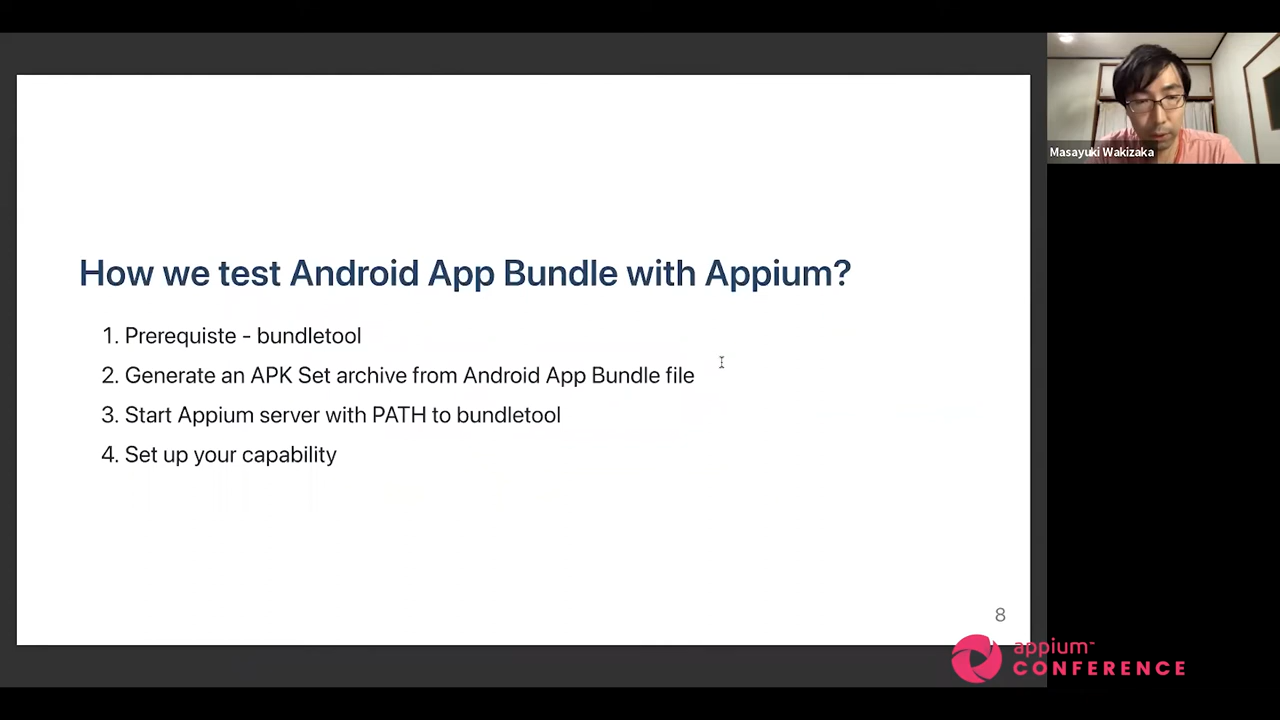 How we test Android App Bundle with Appium?
1. Prerequiste - bundletool
2. Generate an APK Set archive from Android App Bundle file
3. Start Appium server with PATH to bundletool
4. Set up your capability
8
Masayuki Wakizaka
appium™
CONFERENCE